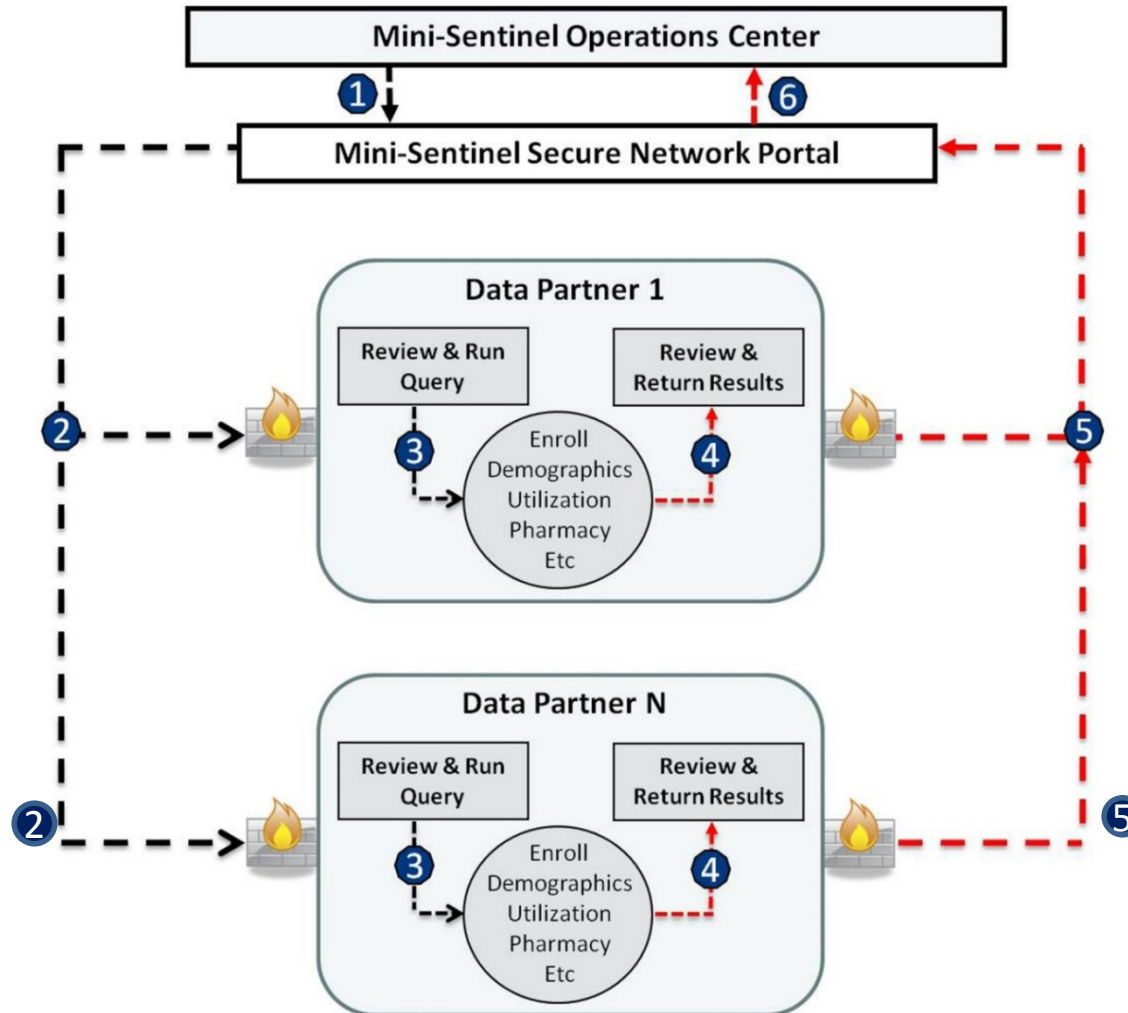 Mini-Sentinel Operations Center
1
6
Mini-Sentinel Secure Network Portal
Data Partner 1
Review & Run
Query
Review &
Return Results
2
3
Enroll
Demographics
Utilization
Pharmacy
Etc
4
5
Data Partner N
Review & Run
Query
Review &
Return Results
2
3
Enroll
Demographics
Utilization
Pharmacy
Etc
4
5